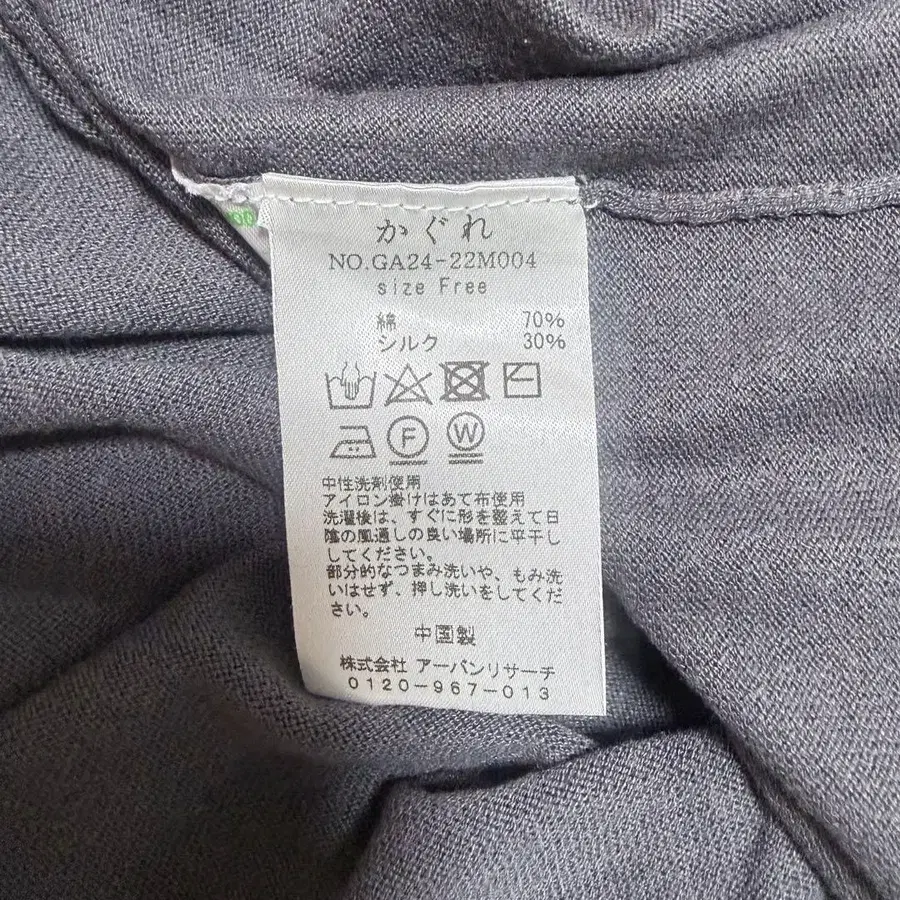 かぐれ
NO.GA24-22M004
size Free
綿 70%
シルク 30%
F W
中性洗剤使用
アイロン掛けはあて布使用
洗濯後は、すぐに形を整えて日
陰の風通しの良い場所に平干し
してください。
部分的なつまみ洗いや、もみ洗
いはせず、押し洗いをしてくだ
さい。
中国製
株式会社 アーバンリサーチ
0120-967-013